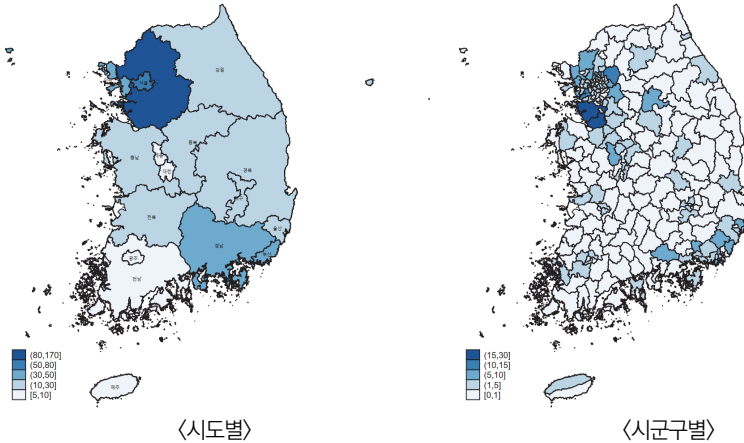 강원
서울
충북
충남
대전
경북
대구
전북
울산
경남
광주
전남
제주
(80,170]
(50,80]
(30,50]
(10,30]
[5,10]
(15,30]
(10,15]
(5,10]
(1,5]
[0,1]
〈시도별〉
〈시군구별〉